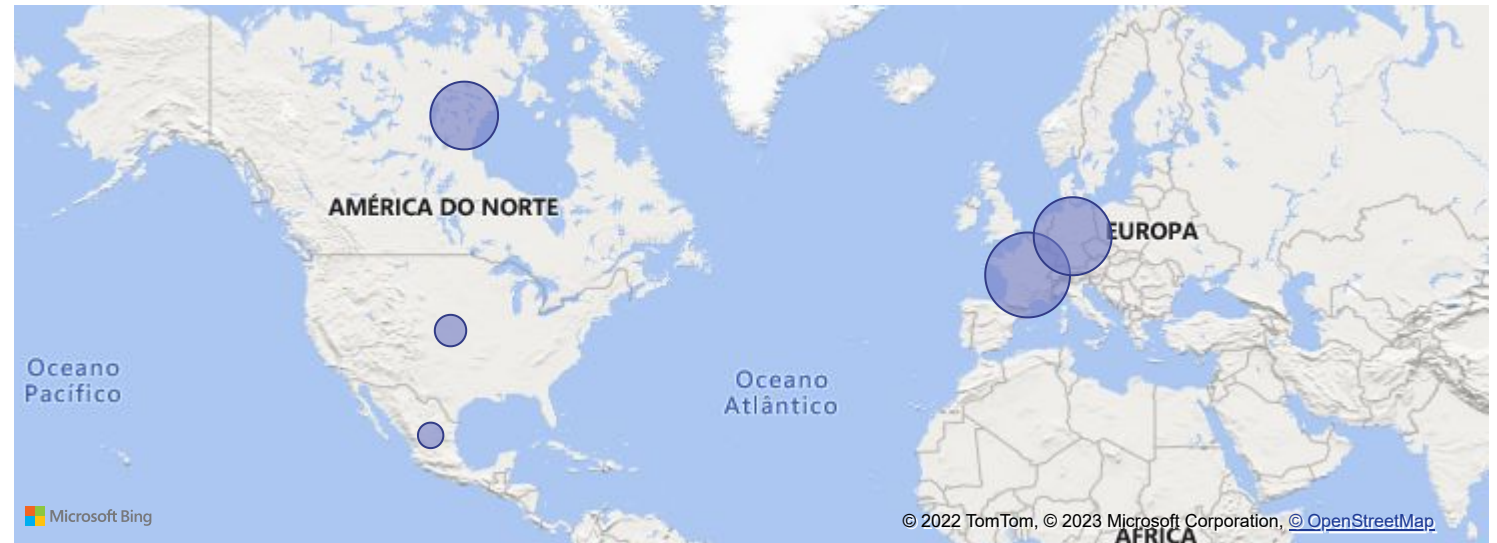 AMÉRICA DO NORTE
EUROPA
Oceano
Pacífico
Oceano
Atlântico
Microsoft Bing
© 2022 TomTom, © 2023 Microsoft Corporation, © OpenStreetMap
ÁFRICA